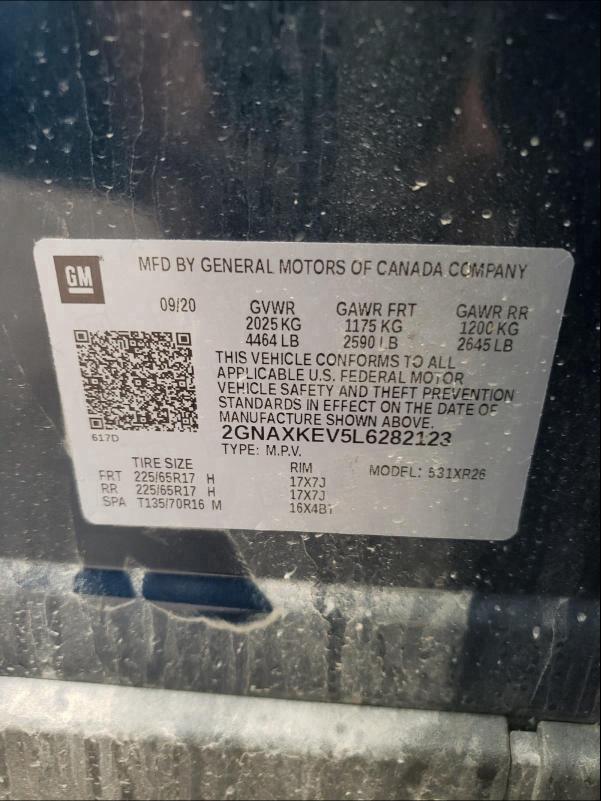 GM
MFD BY GENERAL MOTORS OF CANADA COMPANY
09/20 GVWR GAWR FRT GAWR RR
2025 KG 1175 KG 1200 KG
4464 LB 2590 LB 2645 LB
THIS VEHICLE CONFORMS TO ALL
APPLICABLE U.S. FEDERAL MOTOR
VEHICLE SAFETY AND THEFT PREVENTION
STANDARDS IN EFFECT ON THE DATE OF
MANUFACTURE SHOWN ABOVE.
617D 2GNAXKEV5L6282123
TYPE: M.P.V.
TIRE SIZE RIM MODEL: 531XR26
FRT 225/65R17 H 17X7J
RR 225/65R17 H 17X7J
SPA T135/70R16 M 16X4BT